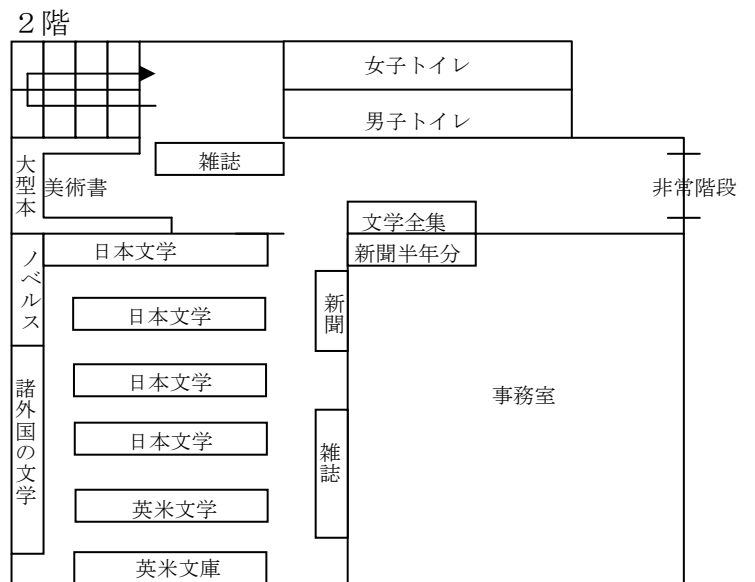 ２階
女子トイレ
男子トイレ
雑誌
大型本
美術書
非常階段
文学全集
日本文学
新聞半年分
ノベルス
新聞
日本文学
日本文学
事務室
諸外国の文学
日本文学
雑誌
英米文学
英米文庫